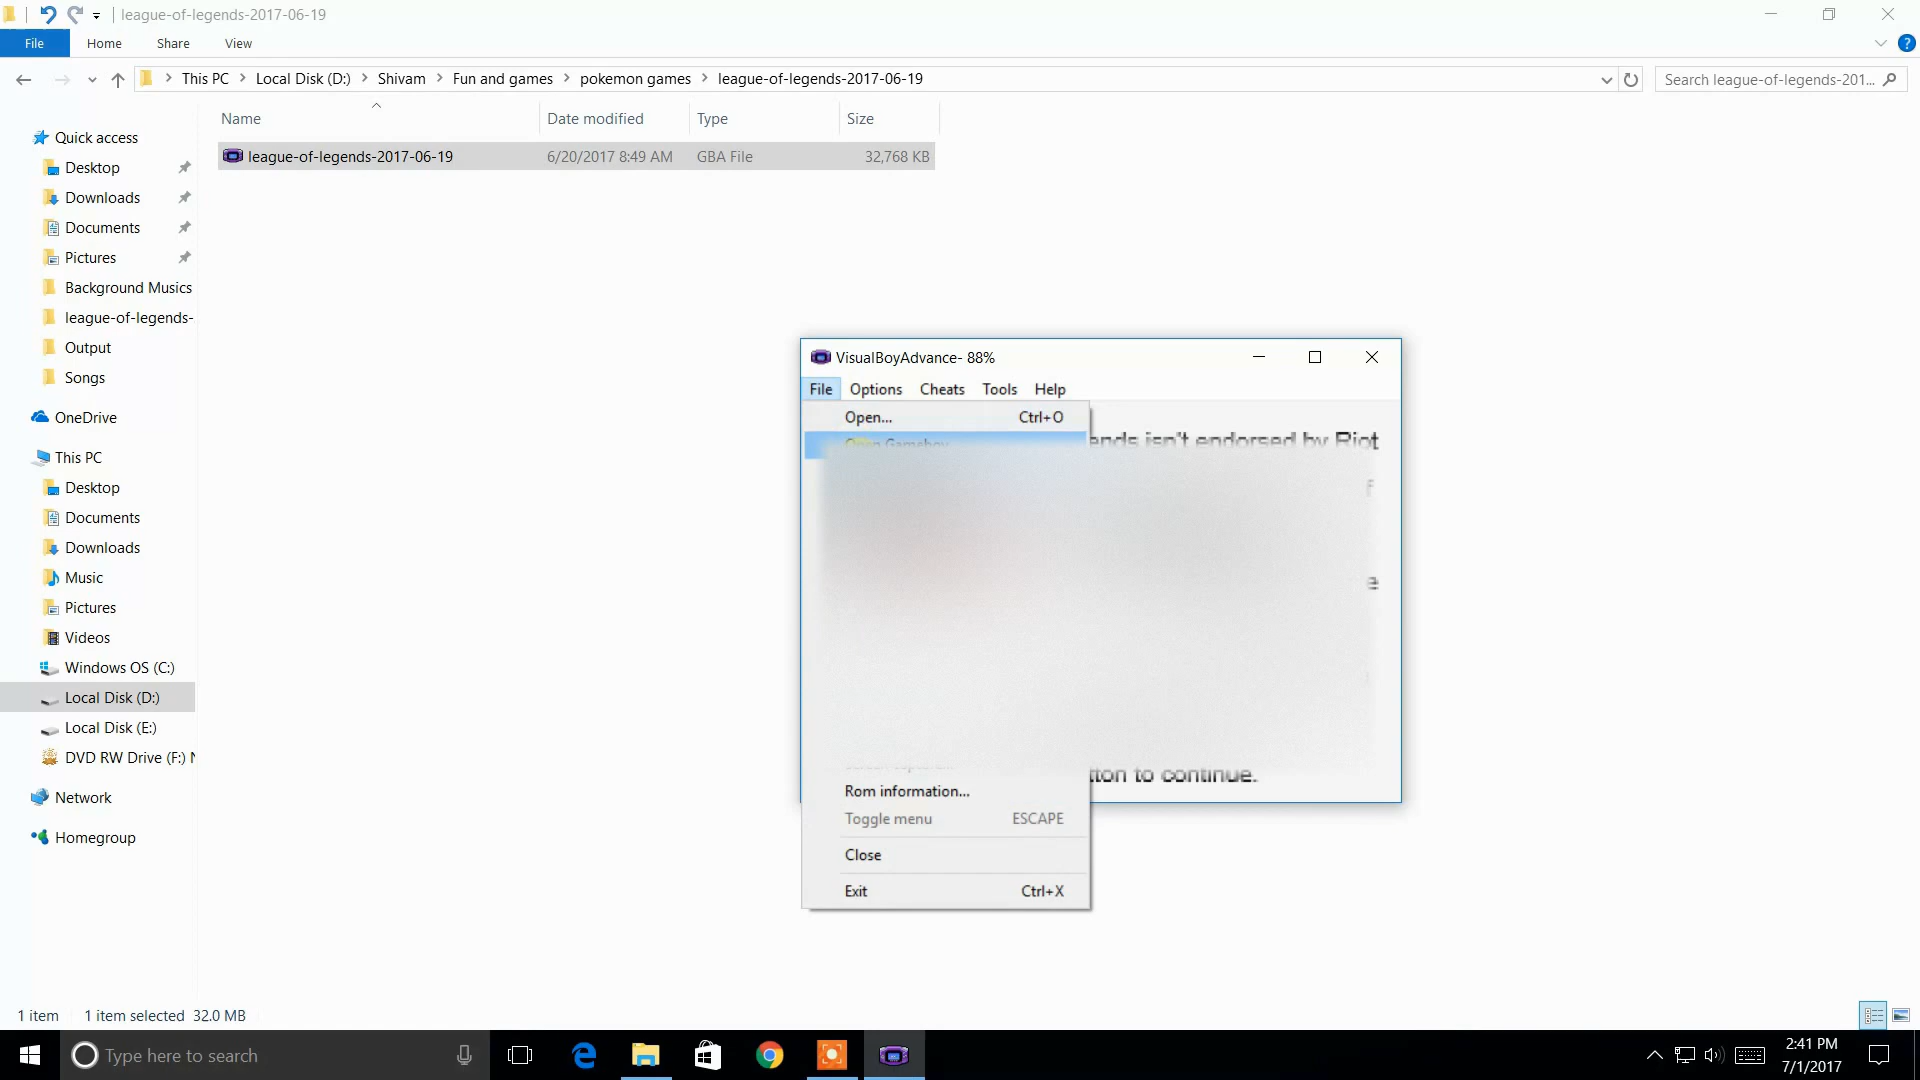 league-of-legends-2017-06-19
File Home Share View
This PC Local Disk (D:) Shivam Fun and games pokemon games league-of-legends-2017-06-19
Search league-of-legends-201...
Name Date modified Type Size
league-of-legends-2017-06-19 6/20/2017 8:49 AM GBA File 32,768 KB
Quick access
Desktop
Downloads
Documents
Pictures
Background Musics
league-of-legends-
Output
Songs
OneDrive
This PC
Desktop
Documents
Downloads
Music
Pictures
Videos
Windows OS (C:)
Local Disk (D:)
Local Disk (E:)
DVD RW Drive (F:)
Network
Homegroup
VisualBoyAdvance- 88%
File Options Cheats Tools Help
Open... Ctrl+O
Open Gameboy
isn't endorsed by Riot
to continue.
Rom information...
Toggle menu ESCAPE
Close
Exit Ctrl+X
1 item 1 item selected 32.0 MB
Type here to search
2:41 PM
7/1/2017